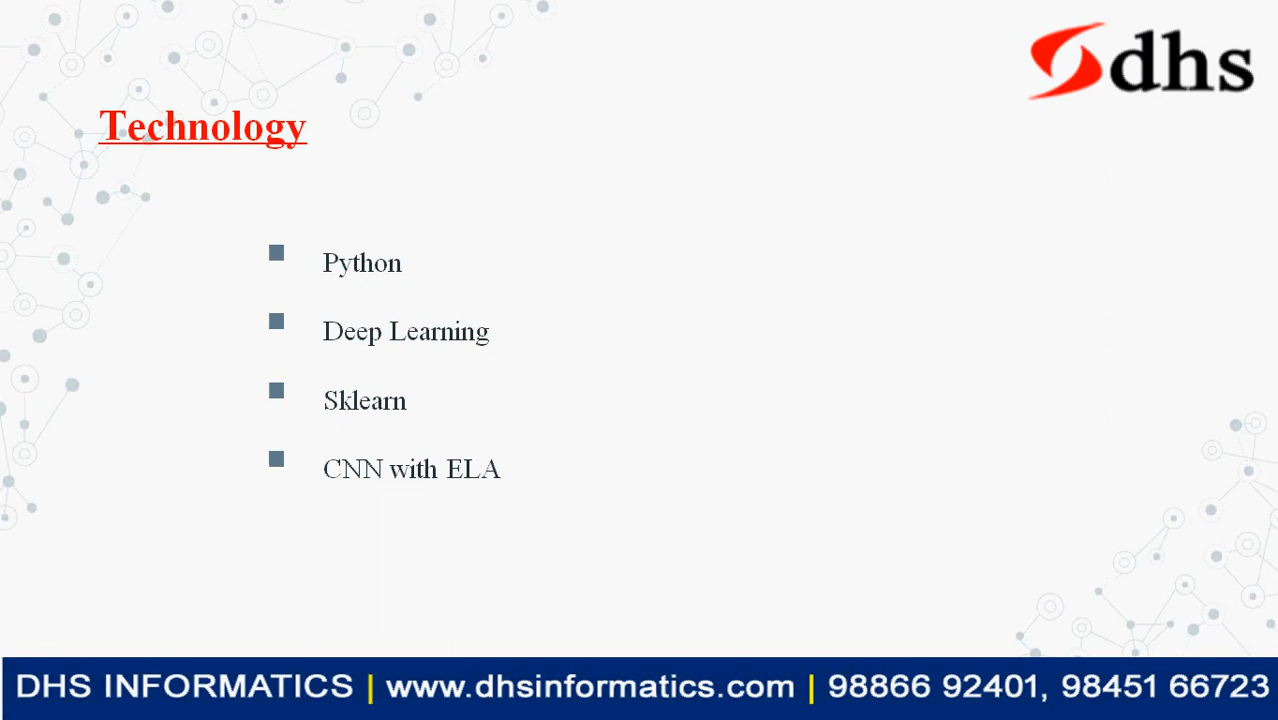 dhs
Technology
Python
Deep Learning
Sklearn
CNN with ELA
DHS INFORMATICS | www.dhsinformatics.com | 98866 92401, 98451 66723